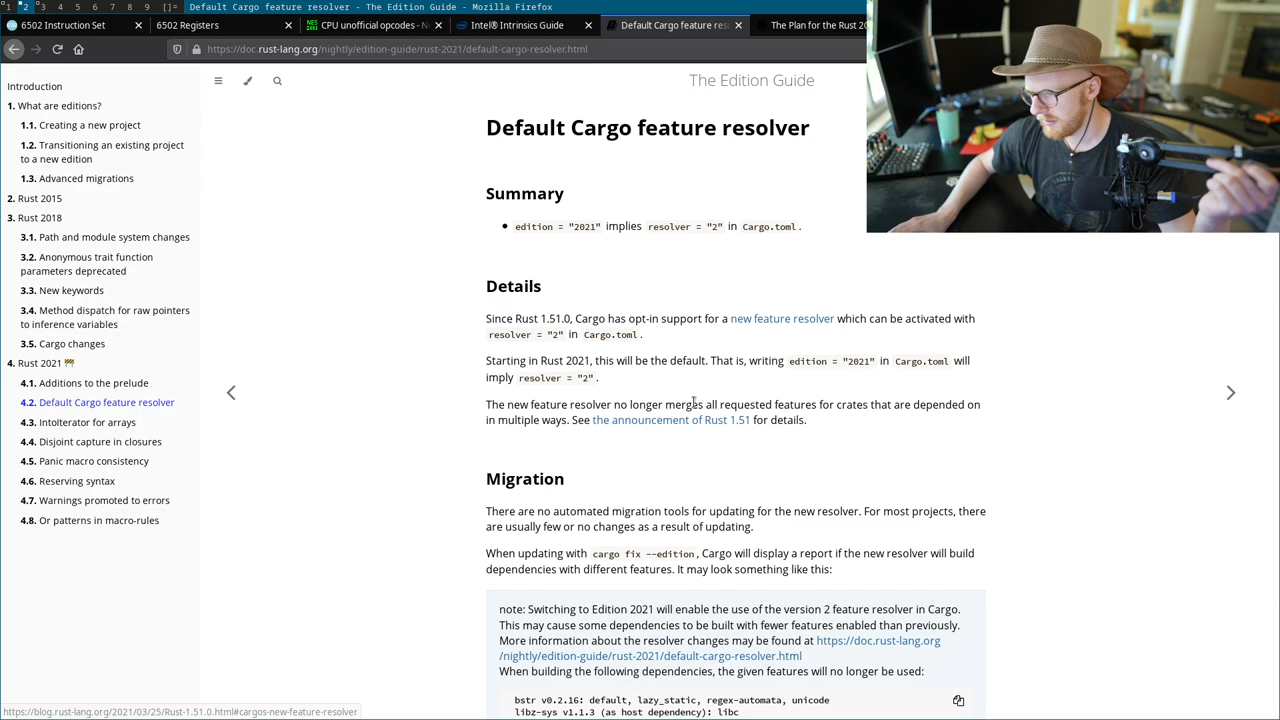 1 2 3 4 5 6 7 8 9 []= Default Cargo feature resolver - The Edition Guide - Mozilla Firefox
6502 Instruction Set
6502 Registers
CPU unofficial opcodes - N
Intel® Intrinsics Guide
Default Cargo feature res
The Plan for the Rust 20
https://doc.rust-lang.org/nightly/edition-guide/rust-2021/default-cargo-resolver.html
Introduction
1. What are editions?
1.1. Creating a new project
1.2. Transitioning an existing project
to a new edition
1.3. Advanced migrations
2. Rust 2015
3. Rust 2018
3.1. Path and module system changes
3.2. Anonymous trait function
parameters deprecated
3.3. New keywords
3.4. Method dispatch for raw pointers
to inference variables
3.5. Cargo changes
4. Rust 2021 🚧
4.1. Additions to the prelude
4.2. Default Cargo feature resolver
4.3. IntoIterator for arrays
4.4. Disjoint capture in closures
4.5. Panic macro consistency
4.6. Reserving syntax
4.7. Warnings promoted to errors
4.8. Or patterns in macro-rules
The Edition Guide
Default Cargo feature resolver
Summary
• edition = "2021" implies resolver = "2" in Cargo.toml.
Details
Since Rust 1.51.0, Cargo has opt-in support for a new feature resolver which can be activated with
resolver = "2" in Cargo.toml.
Starting in Rust 2021, this will be the default. That is, writing edition = "2021" in Cargo.toml will
imply resolver = "2".
The new feature resolver no longer merges all requested features for crates that are depended on
in multiple ways. See the announcement of Rust 1.51 for details.
Migration
There are no automated migration tools for updating for the new resolver. For most projects, there
are usually few or no changes as a result of updating.
When updating with cargo fix --edition, Cargo will display a report if the new resolver will build
dependencies with different features. It may look something like this:
note: Switching to Edition 2021 will enable the use of the version 2 feature resolver in Cargo.
This may cause some dependencies to be built with fewer features enabled than previously.
More information about the resolver changes may be found at https://doc.rust-lang.org
/nightly/edition-guide/rust-2021/default-cargo-resolver.html
When building the following dependencies, the given features will no longer be used:
bstr v0.2.16: default, lazy_static, regex-automata, unicode
libz-sys v1.1.3 (as host dependency): libc
https://blog.rust-lang.org/2021/03/25/Rust-1.51.0.html#cargos-new-feature-resolver